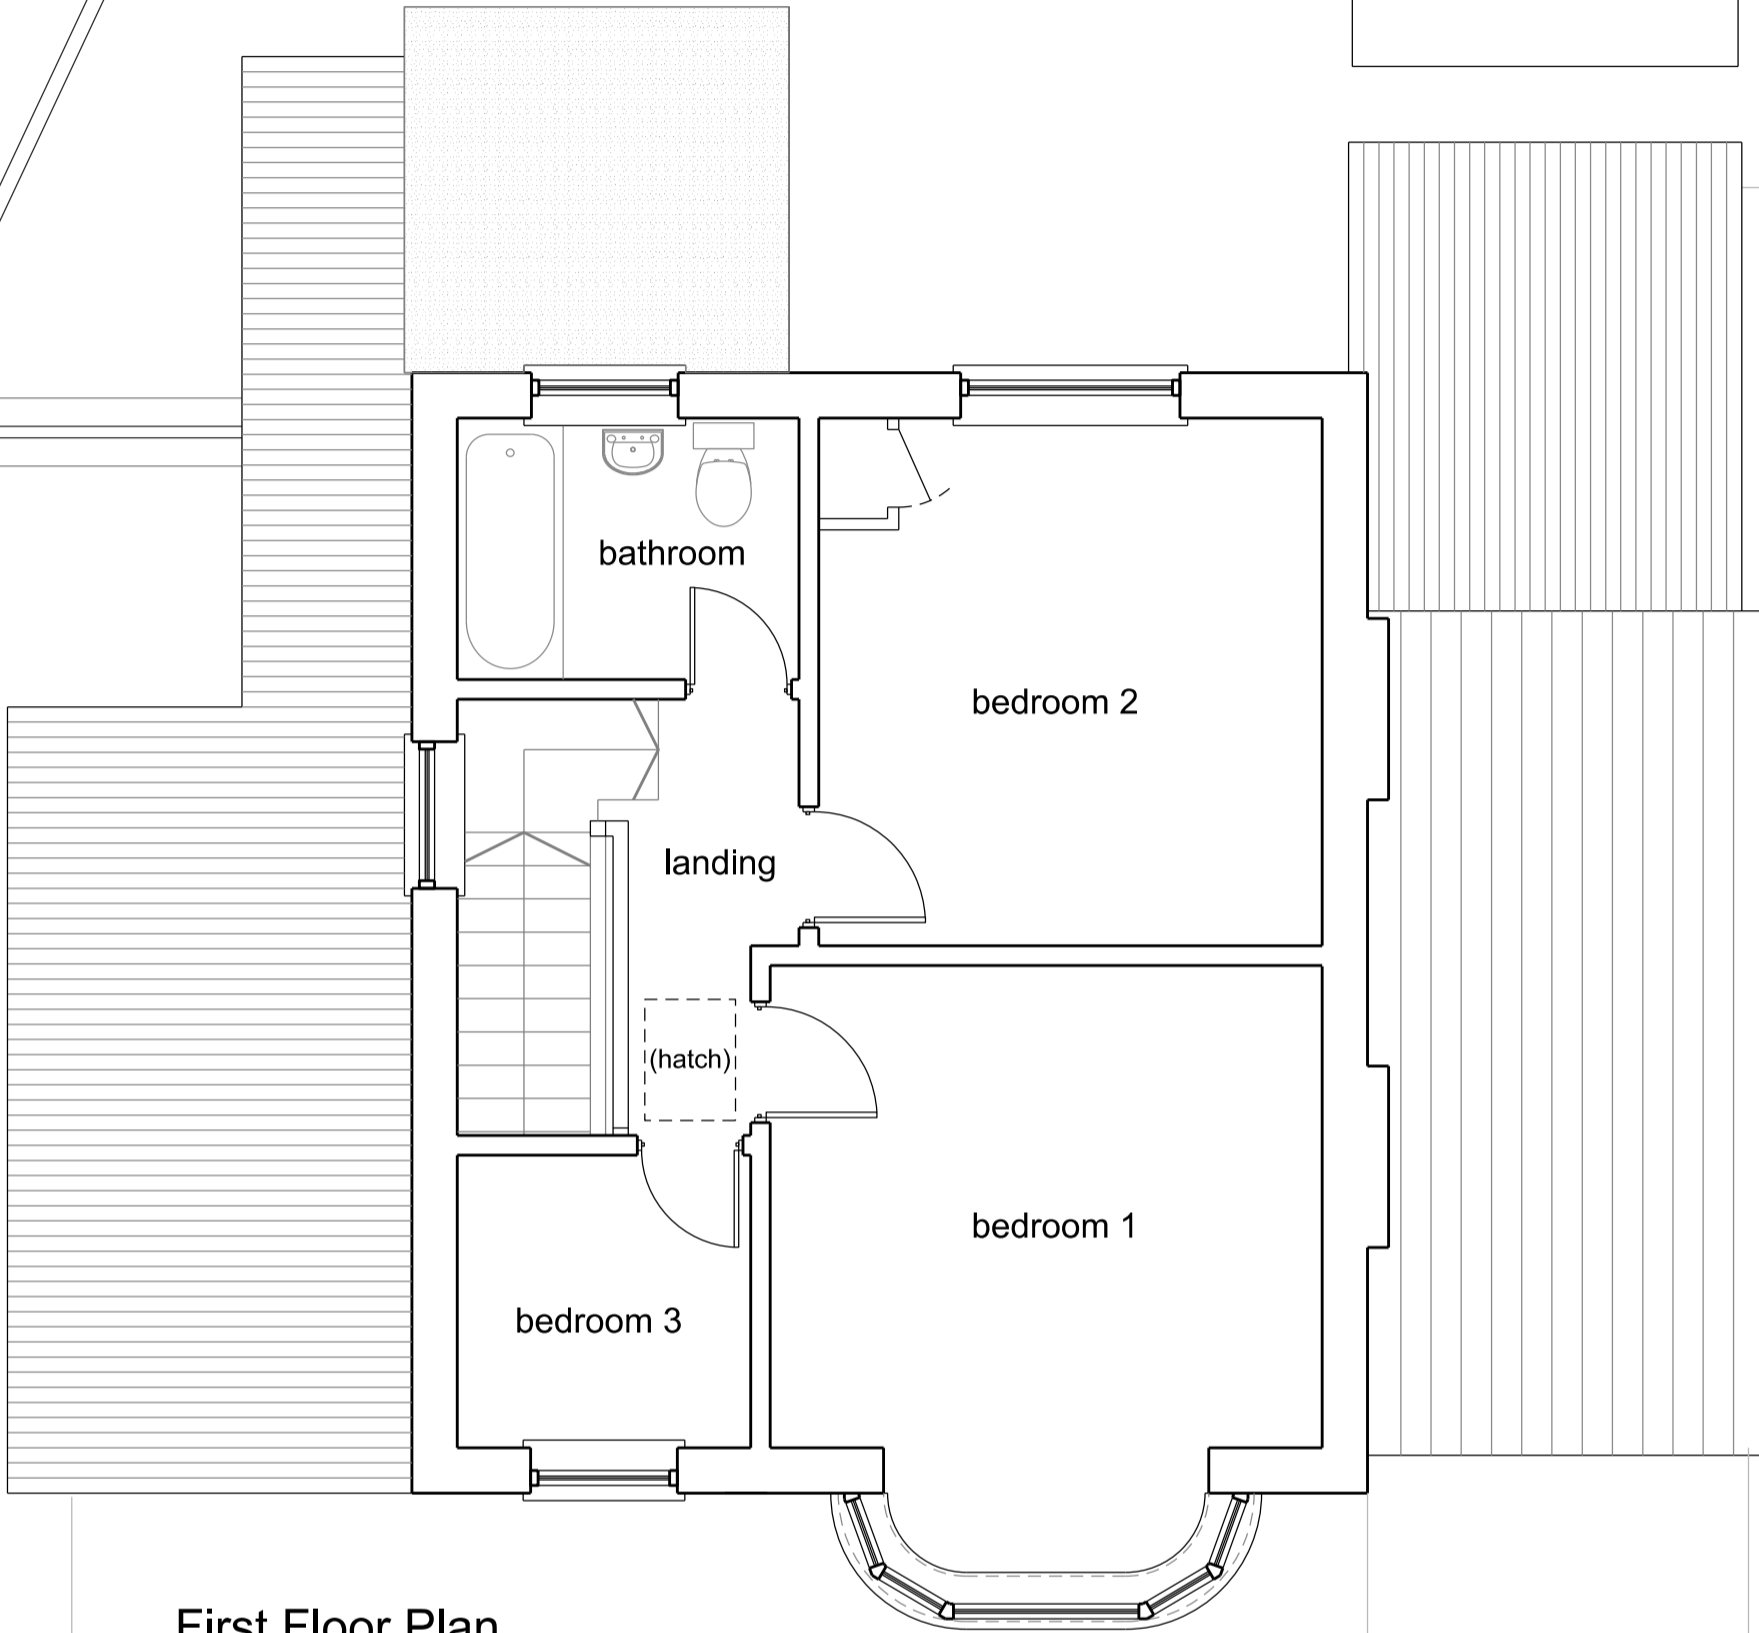 bathroom
bedroom 2
landing
(hatch)
bedroom 1
bedroom 3
First Floor Plan